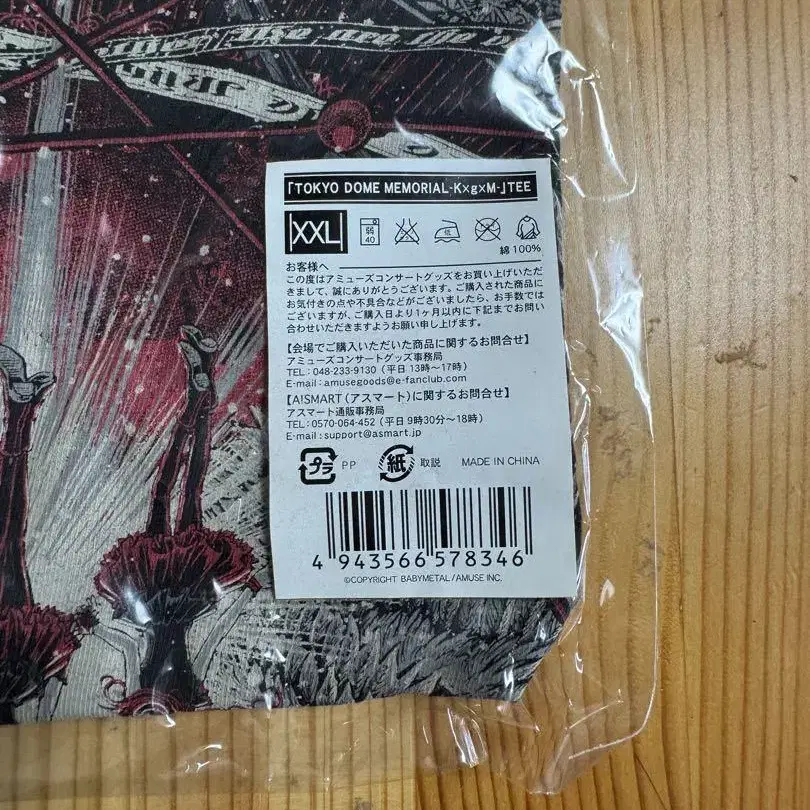 「TOKYO DOME MEMORIAL-K×g×M-」TEE
XXL
弱
40
低
綿100%
お客様へ
この度はアミューズコンサートグッズをお買い上げいただ
きまして、誠にありがとうございます。ご購入された商品に
お気付きの点や不具合などがございましたら、お手数では
ございますが、ご購入日より1ヶ月以内に下記までお問い
合わせいただきますようお願い申し上げます。
【会場でご購入いただいた商品に関するお問合せ】
アミューズコンサートグッズ事務局
TEL:048-233-9130(平日13時〜17時)
E-mail:amusegoods@e-fanclub.com
【A!SMART(アスマート)に関するお問合せ】
アスマート通販事務局
TEL:0570-064-452(平日9時30分〜18時)
E-mail:support@asmart.jp
プラ PP 紙 取説 MADE IN CHINA
4 943566 578346
©COPYRIGHT BABYMETAL/AMUSE INC.